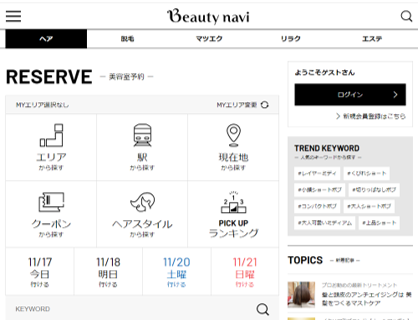 Beauty navi
ヘア
脱毛
マツエク
リラク
エステ
RESERVE — 美容室予約 —
MYエリア選択なし
MYエリア変更
エリア
から探す
駅
から探す
現在地
から探す
クーポン
から探す
ヘアスタイル
から探す
PICK UP
ランキング
11/17
今日
行ける
11/18
明日
行ける
11/20
土曜
行ける
11/21
日曜
行ける
KEYWORD
ようこそゲストさん
ログイン
新規会員登録はこちら
TREND KEYWORD
— 人気のキーワードから探す —
#レイヤーミディ
#くびれショート
#小顔ショートボブ
#切りっぱなしボブ
#コンパクトボブ
#大人ショートボブ
#大人可愛いミディアム
#上品ショート
TOPICS — 新着記事 —
プロお勧めの最新トリートメント
髪と頭皮のアンチエイジングは 美
髪をつくるマストケア